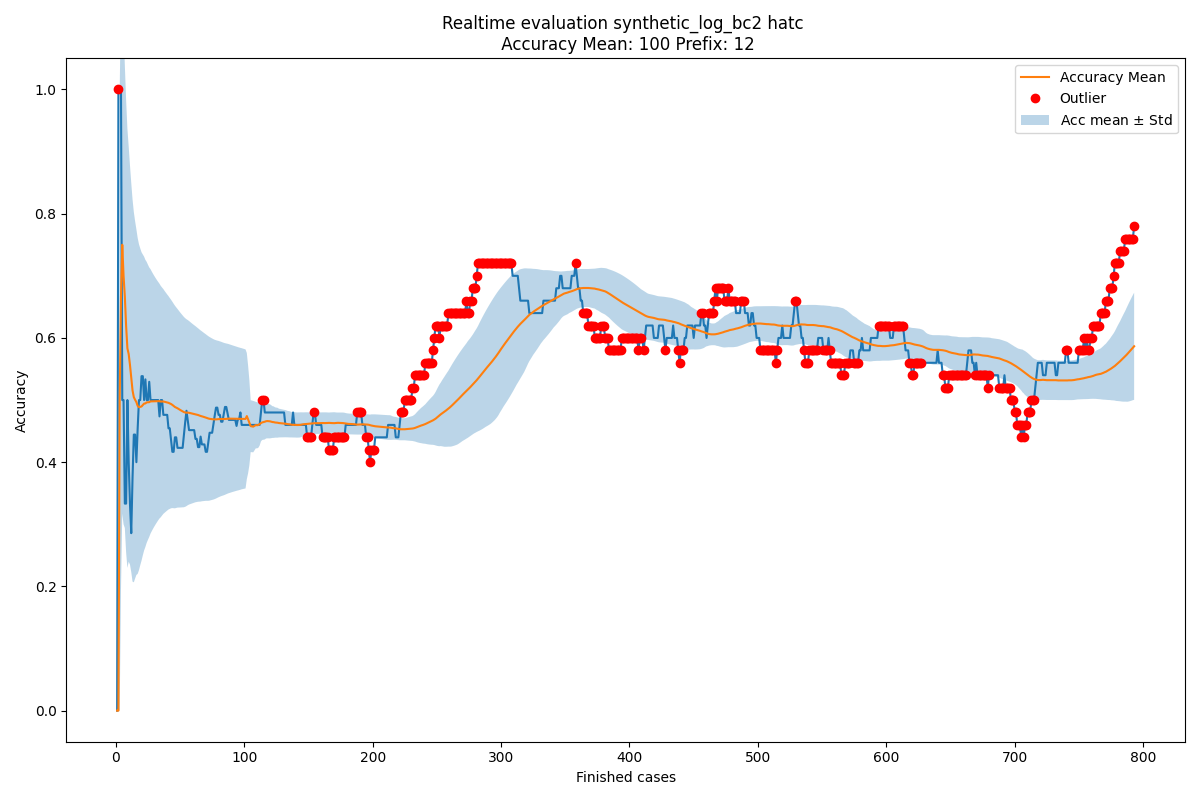 Realtime evaluation synthetic_log_bc2 hatc
Accuracy Mean: 100 Prefix: 12
Accuracy Mean
Outlier
Acc mean ± Std
Accuracy
1.0
0.8
0.6
0.4
0.2
0.0
0 100 200 300 400 500 600 700 800
Finished cases